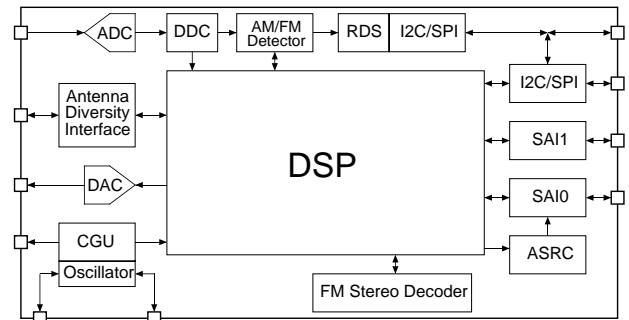 ADC
DDC
AM/FM
Detector
RDS
I2C/SPI
Antenna
Diversity
Interface
I2C/SPI
DSP
SAI1
DAC
SAI0
CGU
Oscillator
ASRC
FM Stereo Decoder